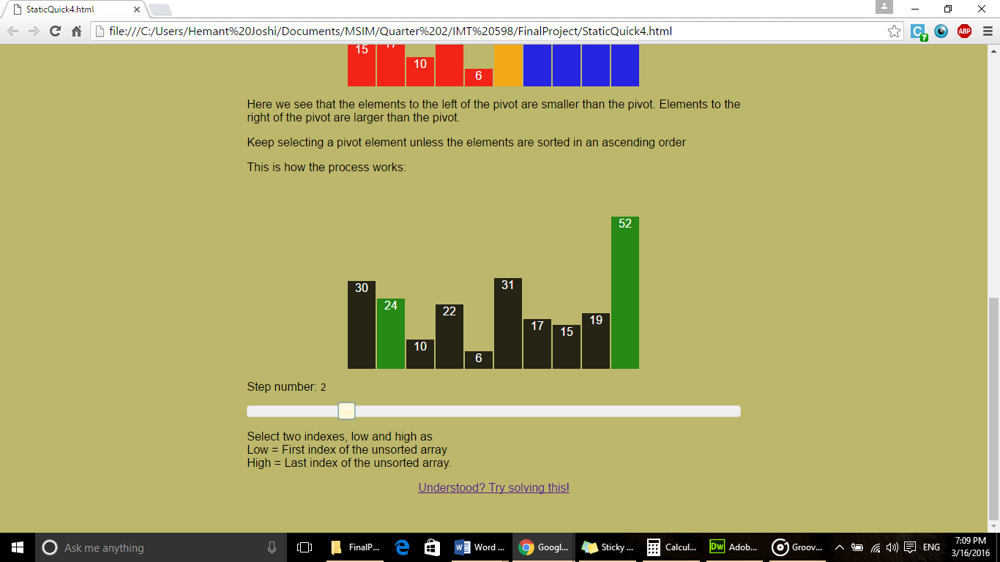 StaticQuick4.html
file:///C:/Users/Hemant%20Joshi/Documents/MSIM/Quarter%202/IMT%20598/FinalProject/StaticQuick4.html
C 7 ABP
15 17 10 6
Here we see that the elements to the left of the pivot are smaller than the pivot. Elements to the
right of the pivot are larger than the pivot.
Keep selecting a pivot element unless the elements are sorted in an ascending order
This is how the process works:
30 24 10 22 6 31 17 15 19 52
Step number: 2
Select two indexes, low and high as
Low = First index of the unsorted array
High = Last index of the unsorted array.
Understood? Try solving this!
Ask me anything
FinalP... Word ... Googl... Sticky ... Calcul... Dw Adob... Groov... ENG
7:09 PM
3/16/2016